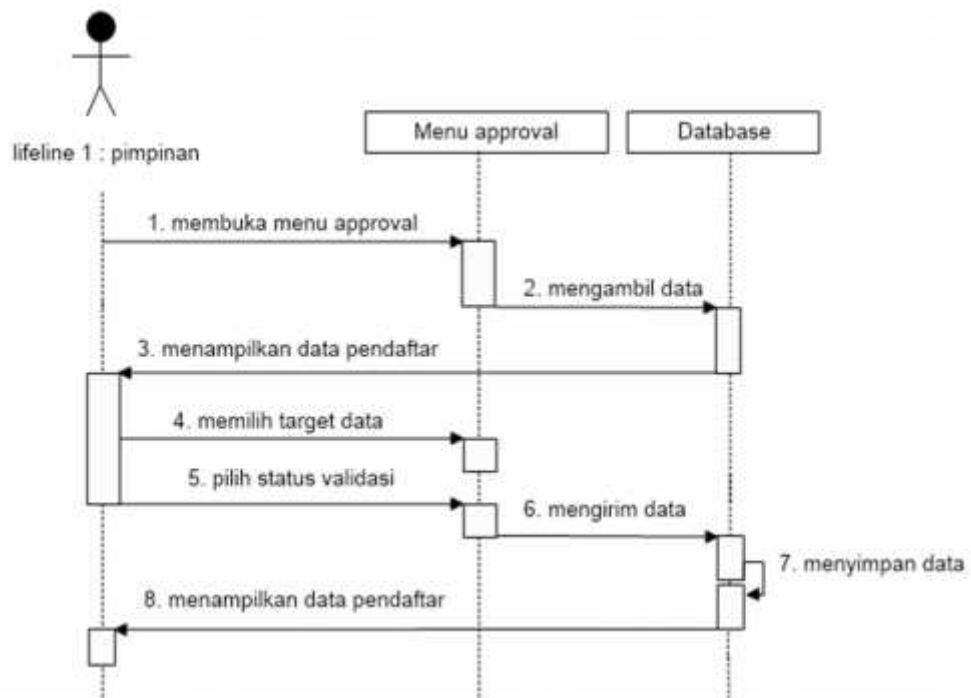 Menu approval
Database
lifeline 1 : pimpinan
1. membuka menu approval
2. mengambil data
3. menampilkan data pendaftar
4. memilih target data
5. pilih status validasi
6. mengirim data
7. menyimpan data
8. menampilkan data pendaftar